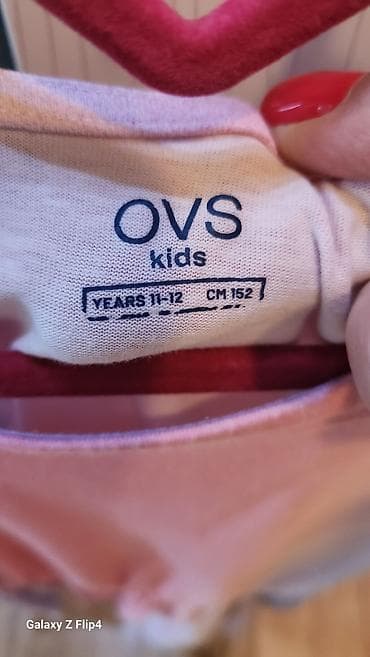 OVS
kids
YEARS 11-12 CM 152
Galaxy Z Flip4